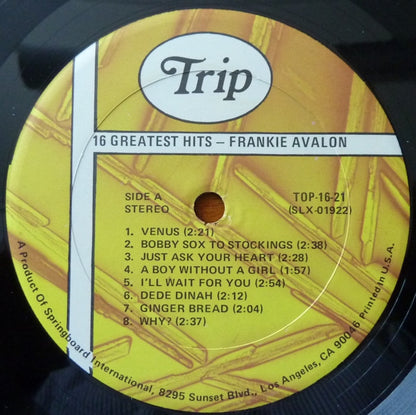 Trip
16 GREATEST HITS – FRANKIE AVALON
SIDE A
STEREO
TOP-16-21
(SLX-01922)
1. VENUS (2:21)
2. BOBBY SOX TO STOCKINGS (2:38)
3. JUST ASK YOUR HEART (2:28)
4. A BOY WITHOUT A GIRL (1:57)
5. I'LL WAIT FOR YOU (2:54)
6. DEDE DINAH (2:12)
7. GINGER BREAD (2:04)
8. WHY? (2:37)
A Product Of Springboard International, 8295 Sunset Blvd., Los Angeles, CA 90046 Printed in U.S.A.